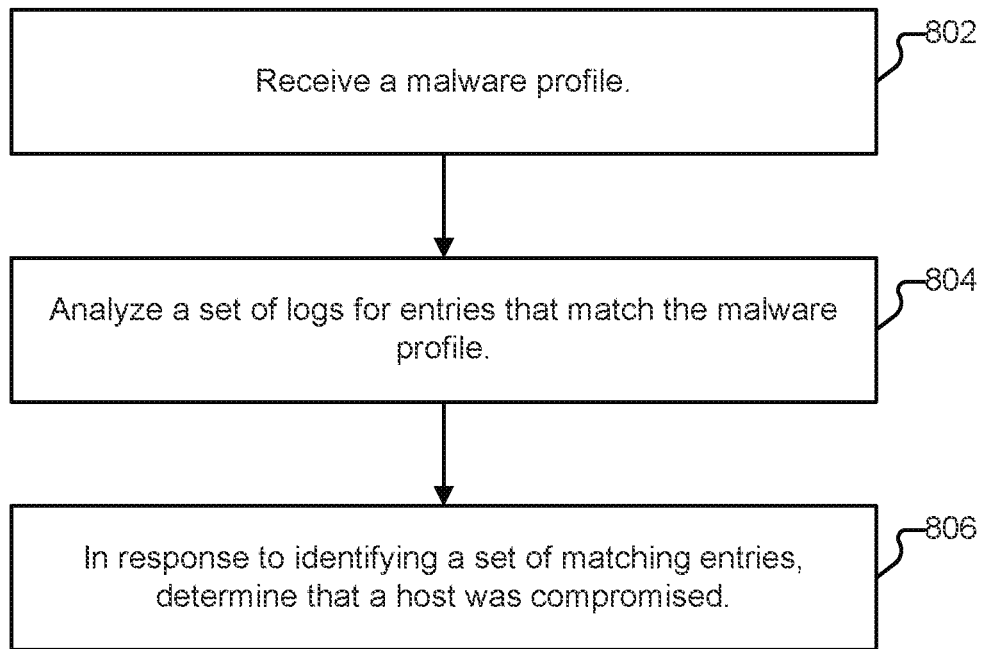 802
Receive a malware profile.
804
Analyze a set of logs for entries that match the malware
profile.
806
In response to identifying a set of matching entries,
determine that a host was compromised.